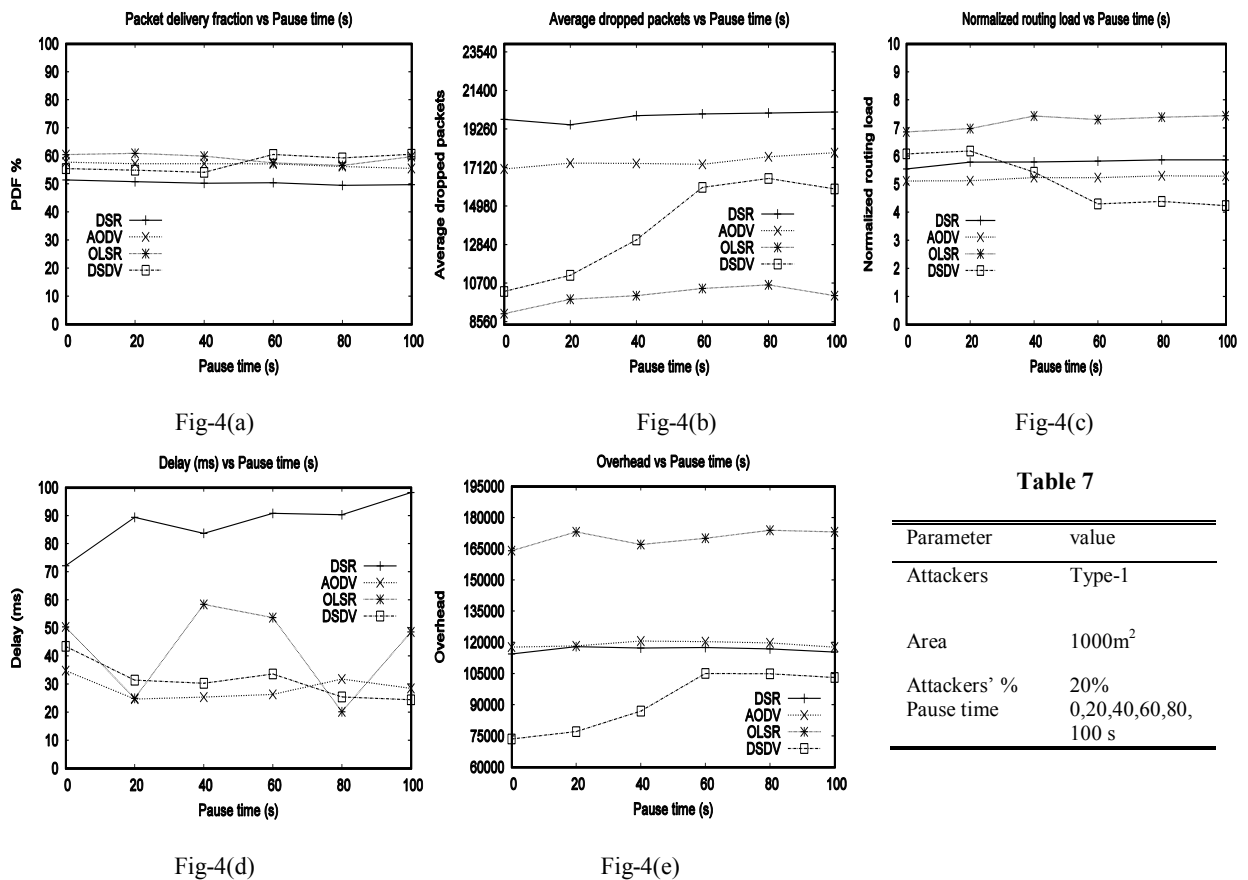 Packet delivery fraction vs Pause time (s)
100
90
80
70
60
50
40
30
20
10
0
PDF %
DSR
AODV
OLSR
DSDV
0 20 40 60 80 100
Pause time (s)
Fig-4(a)
Average dropped packets vs Pause time (s)
23540
21400
19260
17120
14980
12840
10700
8560
Average dropped packets
DSR
AODV
OLSR
DSDV
0 20 40 60 80 100
Pause time (s)
Fig-4(b)
Normalized routing load vs Pause time (s)
10
9
8
7
6
5
4
3
2
1
0
Normalized routing load
DSR
AODV
OLSR
DSDV
0 20 40 60 80 100
Pause time (s)
Fig-4(c)
Delay (ms) vs Pause time (s)
100
90
80
70
60
50
40
30
20
10
0
Delay (ms)
DSR
AODV
OLSR
DSDV
0 20 40 60 80 100
Pause time (s)
Fig-4(d)
Overhead vs Pause time (s)
195000
180000
165000
150000
135000
120000
105000
90000
75000
60000
Overhead
DSR
AODV
OLSR
DSDV
0 20 40 60 80 100
Pause time (s)
Fig-4(e)
Table 7
Parameter value
Attackers Type-1
Area 1000m²
Attackers' % 20%
Pause time 0,20,40,60,80,
100 s